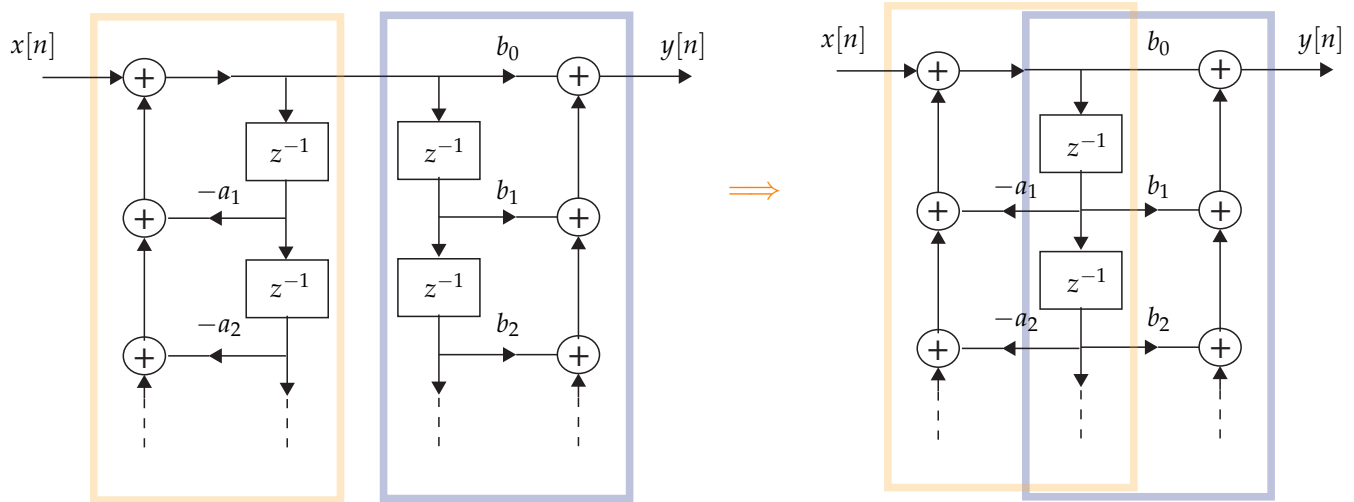 x[n] b₀ y[n]
+ +
z⁻¹ z⁻¹
−a₁ b₁
+ +
z⁻¹ z⁻¹
−a₂ b₂
+ +
⟹
x[n] b₀ y[n]
+ +
z⁻¹
−a₁ b₁
+ +
z⁻¹
−a₂ b₂
+ +